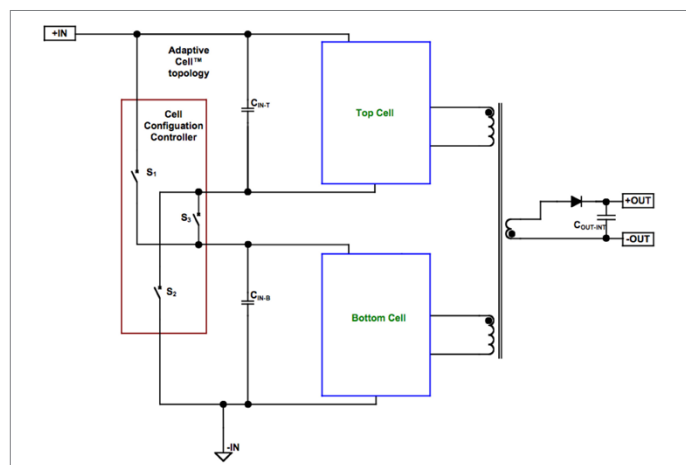 +IN
Adaptive
Cell™
topology
Cell
Configuation
Controller
C_IN-T
Top Cell
S1
S3
+OUT
COUT-INT
-OUT
S2
CIN-B
Bottom Cell
-IN